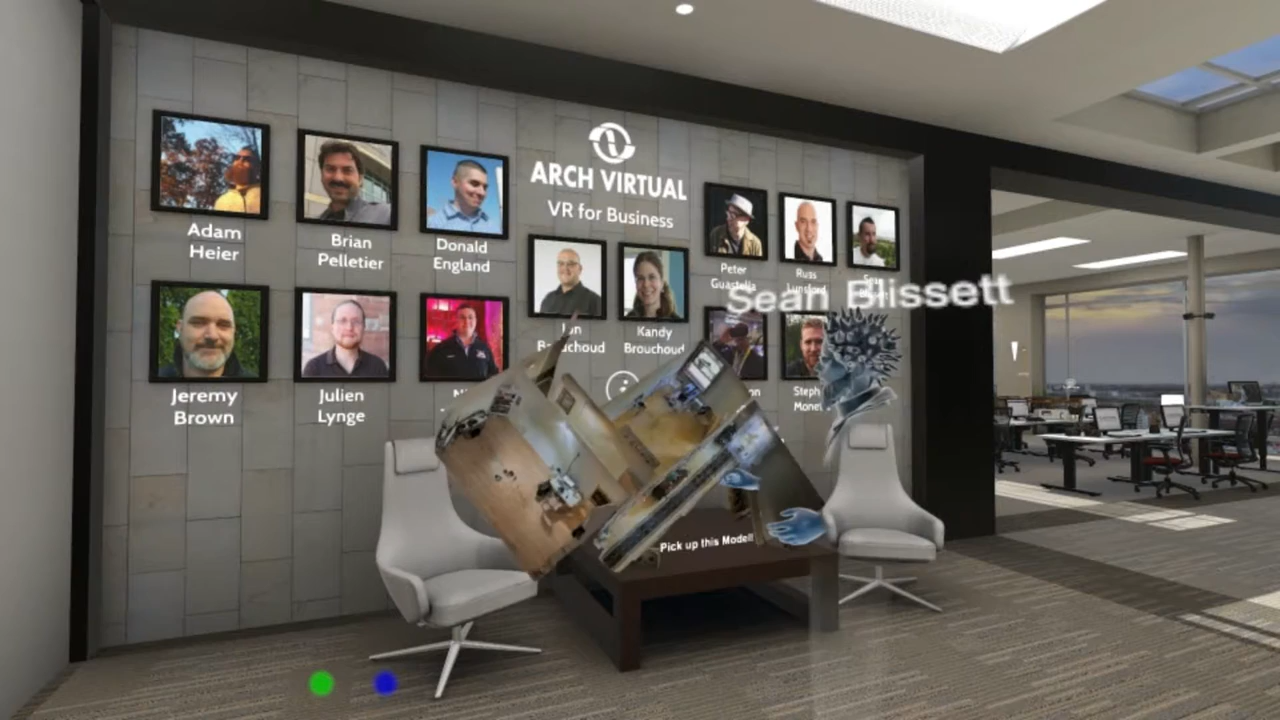 ARCH VIRTUAL
VR for Business
Adam
Heier
Brian
Pelletier
Donald
England
Peter
Guastella
Russ
Lunsford
Sean Blissett
Kandy
Brouchoud
Jeremy
Brown
Julien
Lynge
Pick up this Model!